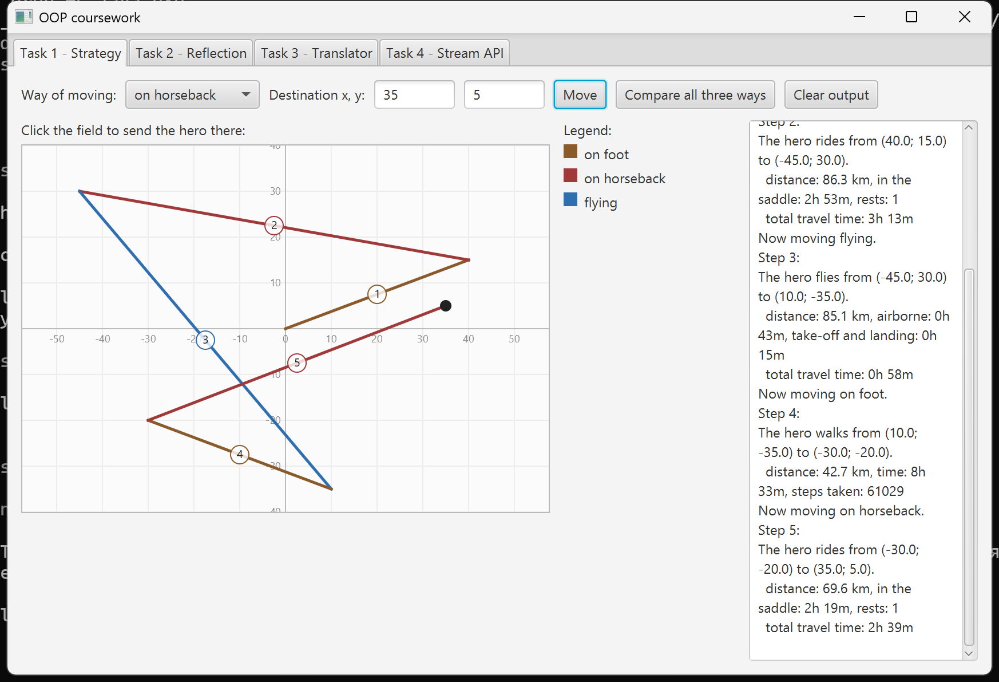 OOP coursework
Task 1 - Strategy
Task 2 - Reflection
Task 3 - Translator
Task 4 - Stream API
Way of moving:
on horseback
Destination x, y:
35
5
Move
Compare all three ways
Clear output
Click the field to send the hero there:
40
30
20
10
-50
-40
-30
-10
0
10
20
30
40
50
10
-20
-30
40
1
2
3
4
5
Legend:
on foot
on horseback
flying
Step 2:
The hero rides from (40.0; 15.0)
to (-45.0; 30.0).
distance: 86.3 km, in the
saddle: 2h 53m, rests: 1
total travel time: 3h 13m
Now moving flying.
Step 3:
The hero flies from (-45.0; 30.0)
to (10.0; -35.0).
distance: 85.1 km, airborne: 0h
43m, take-off and landing: 0h
15m
total travel time: 0h 58m
Now moving on foot.
Step 4:
The hero walks from (10.0;
-35.0) to (-30.0; -20.0).
distance: 42.7 km, time: 8h
33m, steps taken: 61029
Now moving on horseback.
Step 5:
The hero rides from (-30.0;
-20.0) to (35.0; 5.0).
distance: 69.6 km, in the
saddle: 2h 19m, rests: 1
total travel time: 2h 39m